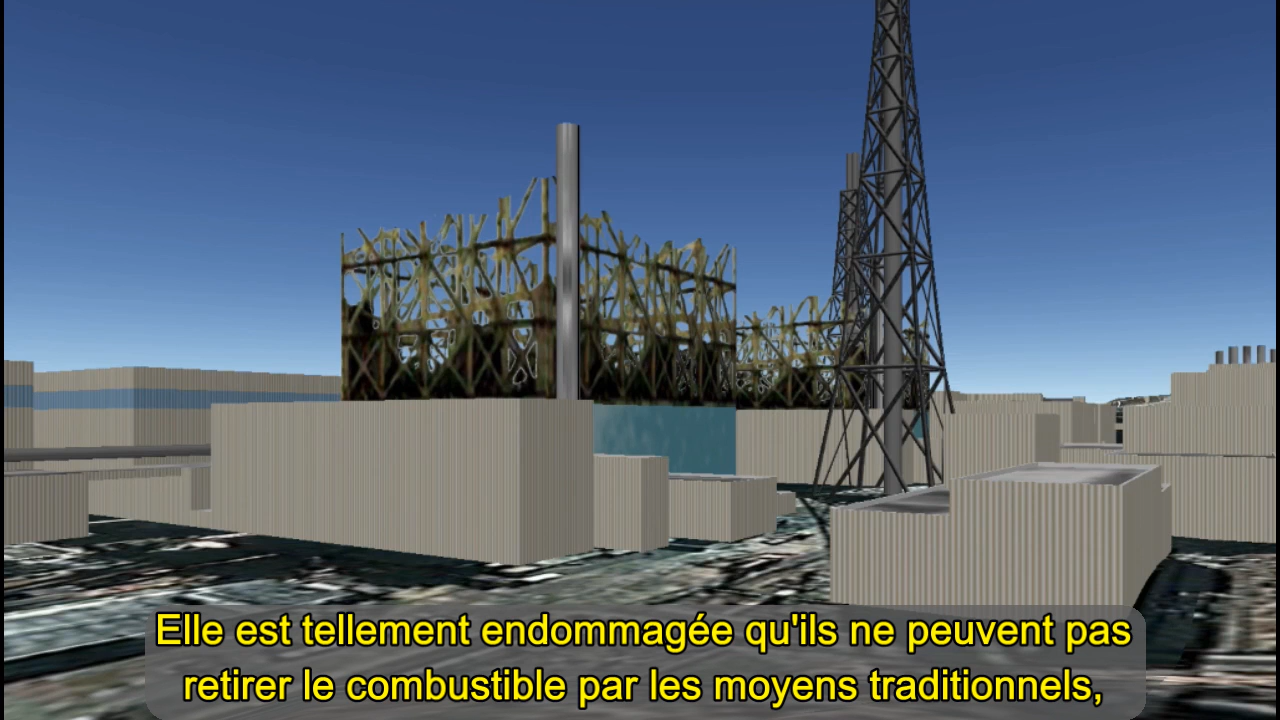 Elle est tellement endommagée qu'ils ne peuvent pas
retirer le combustible par les moyens traditionnels,